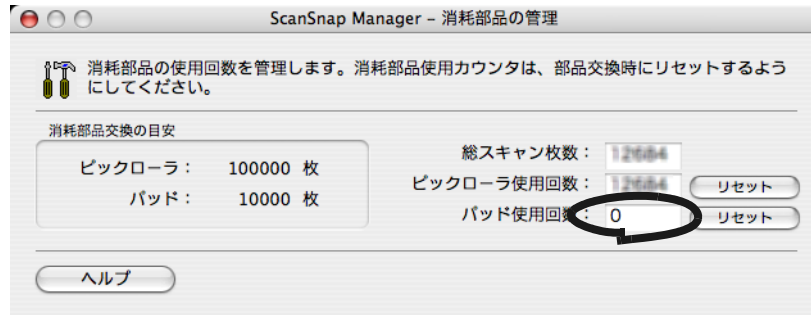 ScanSnap Manager – 消耗部品の管理
消耗部品の使用回数を管理します。消耗部品使用カウンタは、部品交換時にリセットするよう
にしてください。
消耗部品交換の目安
ピックローラ： 100000 枚
パッド： 10000 枚
総スキャン枚数： 12684
ピックローラ使用回数： 12684 リセット
パッド使用回数： 0 リセット
ヘルプ